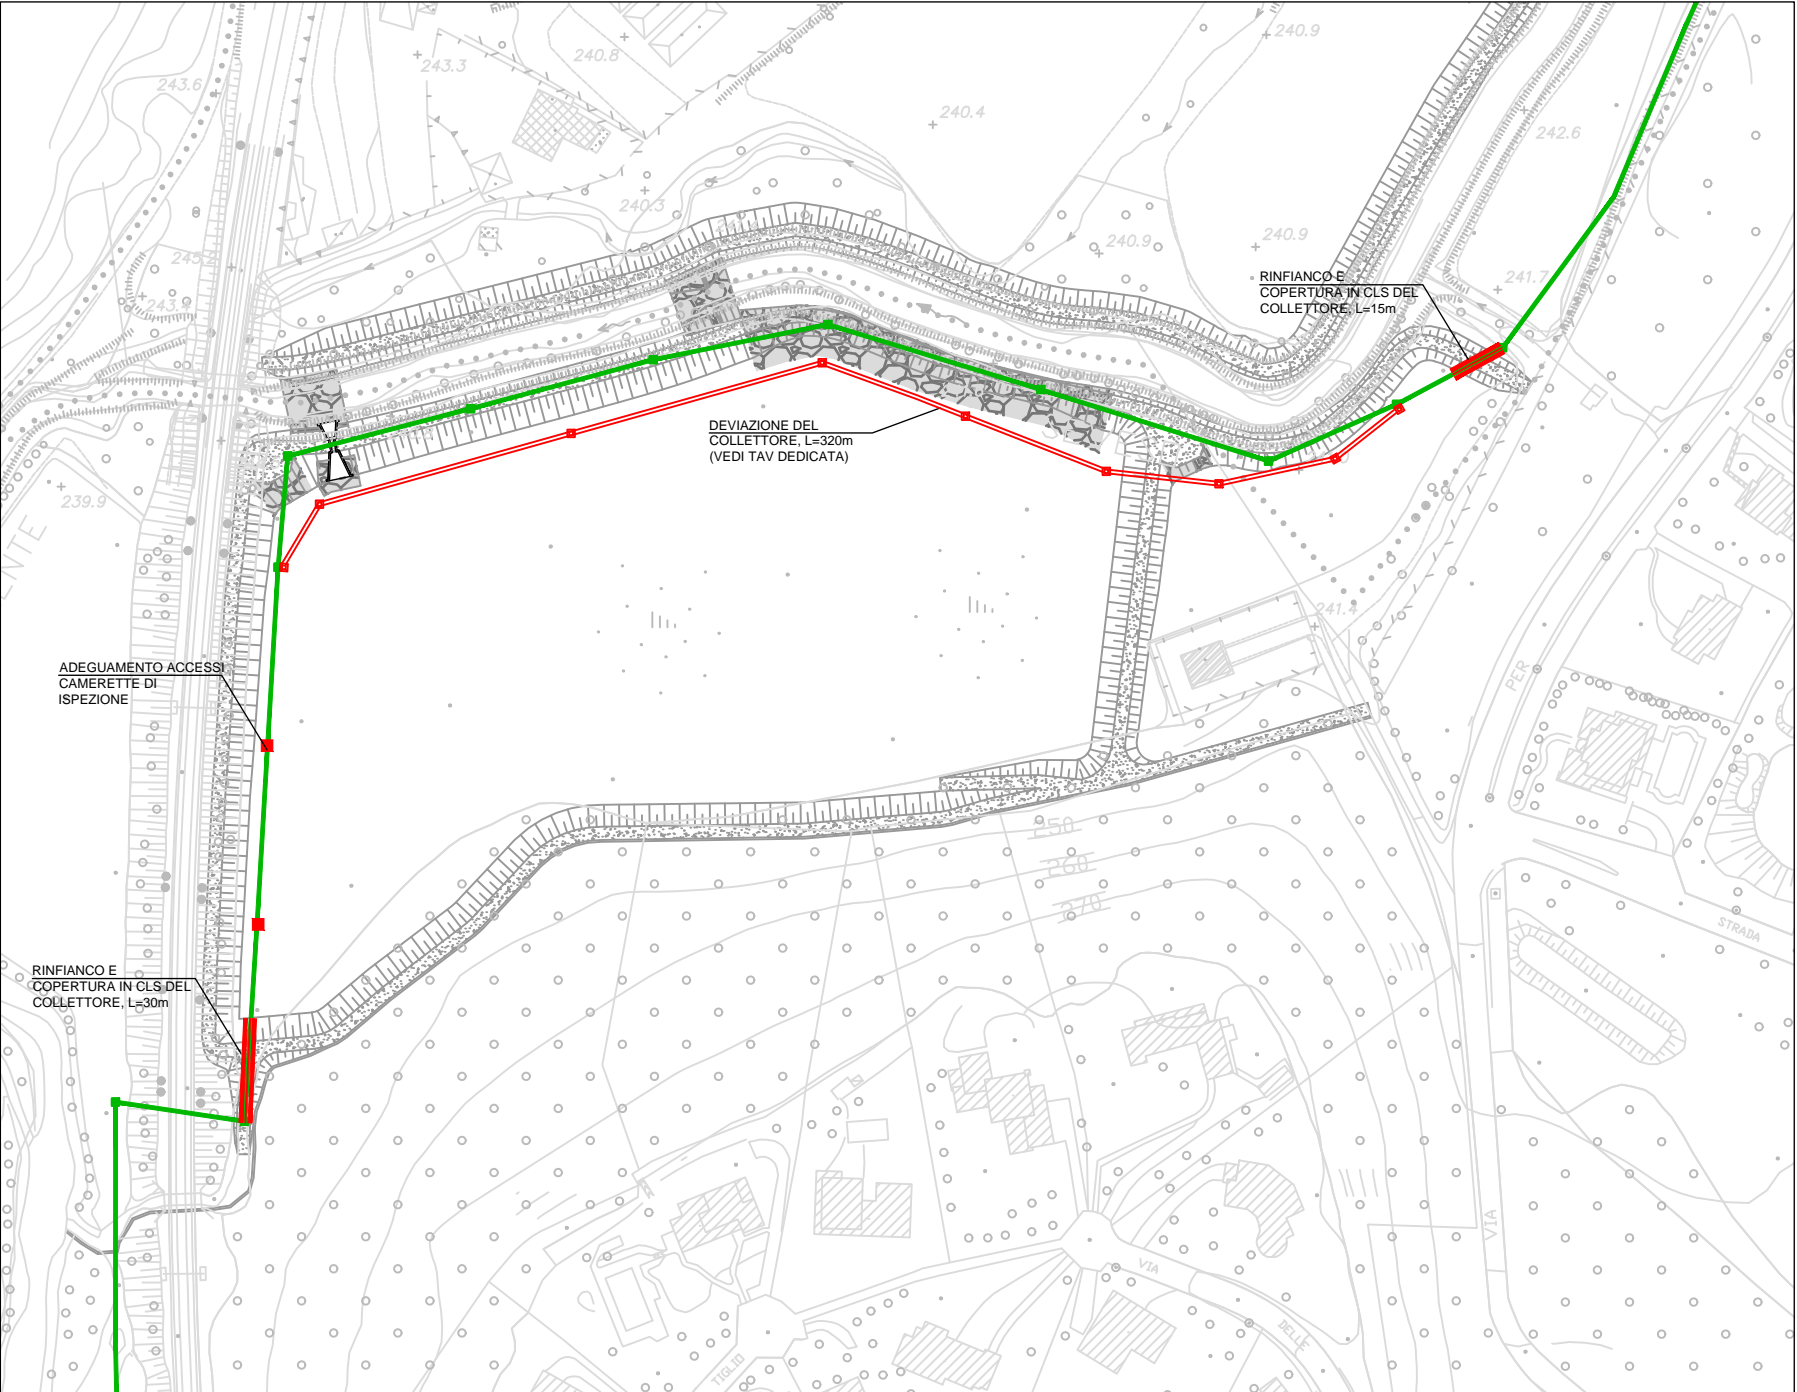 240.9
240.8
243.3
243.6
240.4
242.6
240.3
240.9
240.9
241.7
RINFIANCO E
COPERTURA IN CLS DEL
COLLETTORE, L=15m
DEVIAZIONE DEL
COLLETTORE, L=320m
(VEDI TAV DEDICATA)
239.9
241.4
ADEGUAMENTO ACCESSI
CAMERETTE DI
ISPEZIONE
PER
250
260
270
STRADA
RINFIANCO E
COPERTURA IN CLS DEL
COLLETTORE, L=30m
VIA
VIA
DELLE
TIGLIO